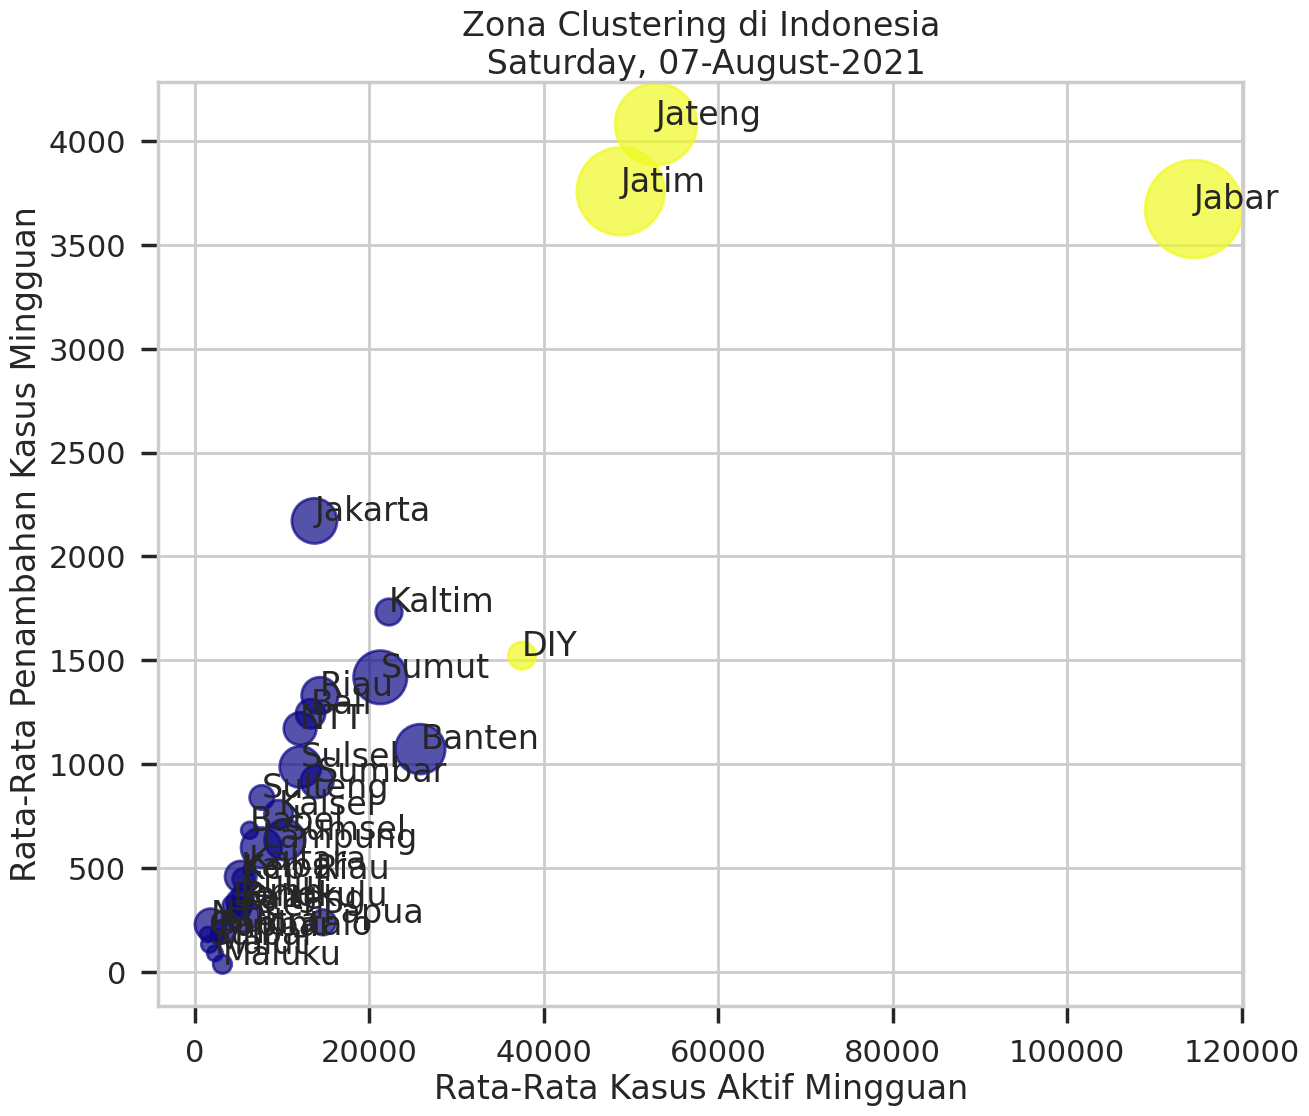 Zona Clustering di Indonesia
Saturday, 07-August-2021
Rata-Rata Penambahan Kasus Mingguan
4000
3500
3000
2500
2000
1500
1000
500
0
Jateng
Jatim
Jabar
Jakarta
Kaltim
DIY
Sumut
Riau
Bali
NTT
Banten
Sulsel
Sumbar
Sulteng
Kalsel
Babel
Sumsel
Lampung
Kaltara
Kep. Riau
Papua
Maluku
0
20000
40000
60000
80000
100000
120000
Rata-Rata Kasus Aktif Mingguan